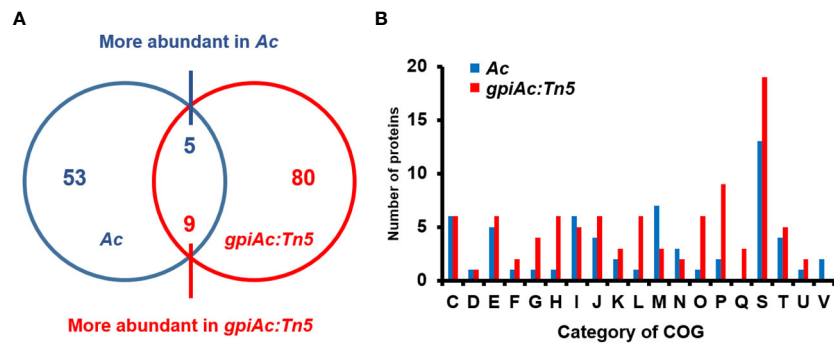 A
More abundant in Ac
53
5
80
9
Ac
gpiAc:Tn5
More abundant in gpiAc:Tn5
B
Ac
gpiAc:Tn5
Number of proteins
20
15
10
5
0
C D E F G H I J K L M N O P Q S T U V
Category of COG